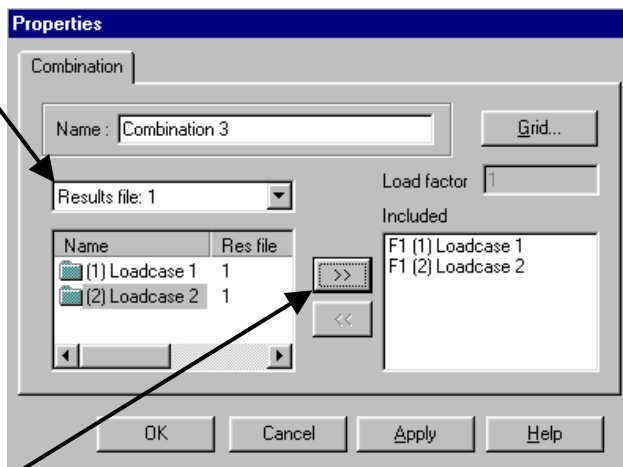 Properties
Combination
Name : Combination 3
Grid...
Load factor 1
Results file: 1
Included
Name Res file
(1) Loadcase 1 1
(2) Loadcase 2 1
>>
<<
F1 (1) Loadcase 1
F1 (2) Loadcase 2
OK Cancel Apply Help